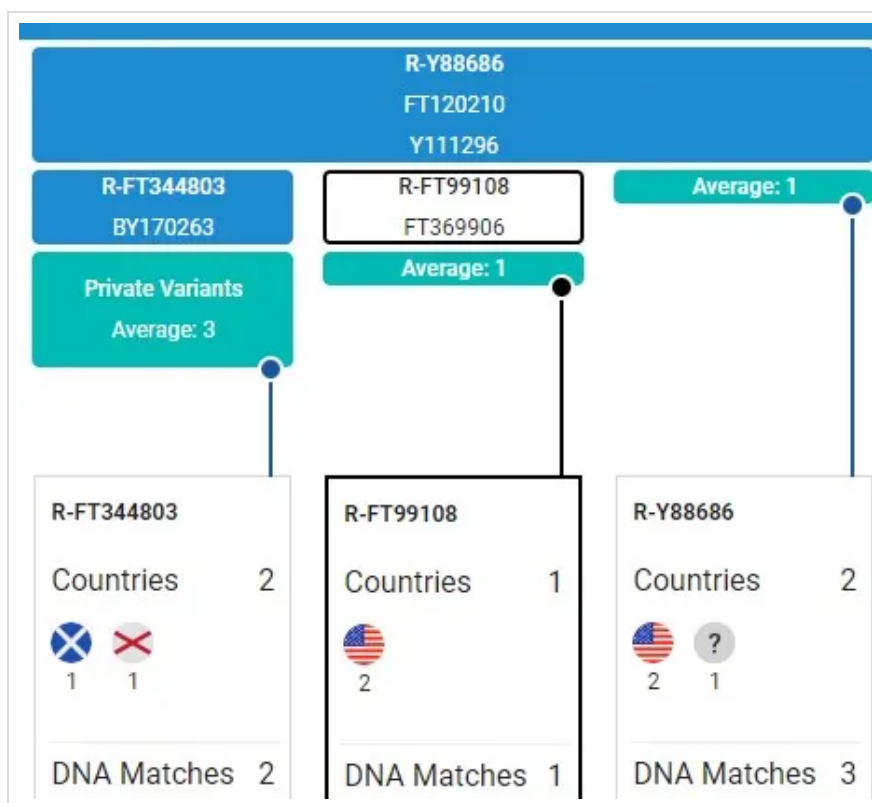 R-Y88686
FT120210
Y111296
R-FT344803
BY170263
Private Variants
Average: 3
R-FT99108
FT369906
Average: 1
Average: 1
R-FT344803
Countries 2
1 1
DNA Matches 2
R-FT99108
Countries 1
2
DNA Matches 1
R-Y88686
Countries 2
?
2 1
DNA Matches 3